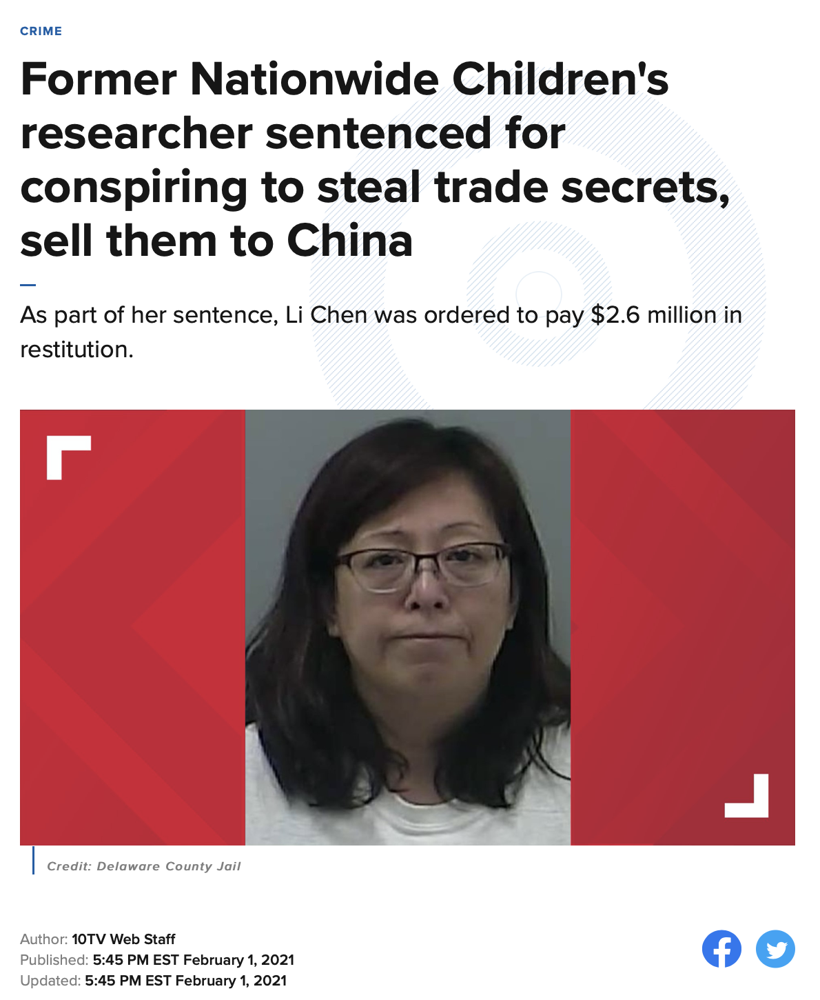 CRIME
Former Nationwide Children's
researcher sentenced for
conspiring to steal trade secrets,
sell them to China
As part of her sentence, Li Chen was ordered to pay $2.6 million in
restitution.
Credit: Delaware County Jail
Author: 10TV Web Staff
Published: 5:45 PM EST February 1, 2021
Updated: 5:45 PM EST February 1, 2021